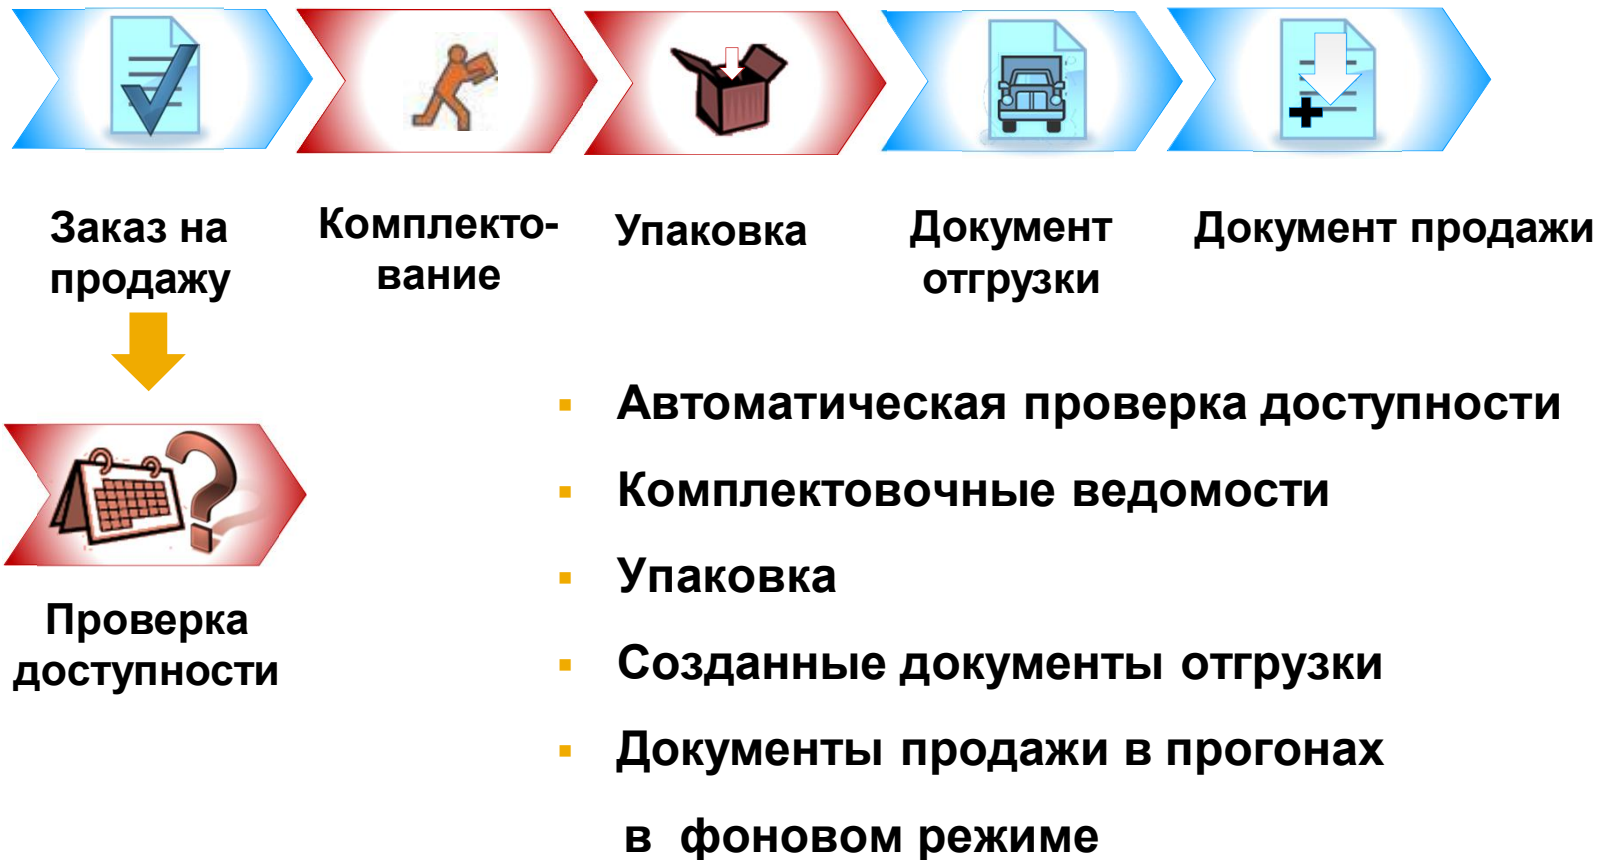 Заказ на
продажу
Комплекто-
вание
Упаковка
Документ
отгрузки
Документ продажи
Проверка
доступности
Автоматическая проверка доступности
Комплектовочные ведомости
Упаковка
Созданные документы отгрузки
Документы продажи в прогонах
в фоновом режиме